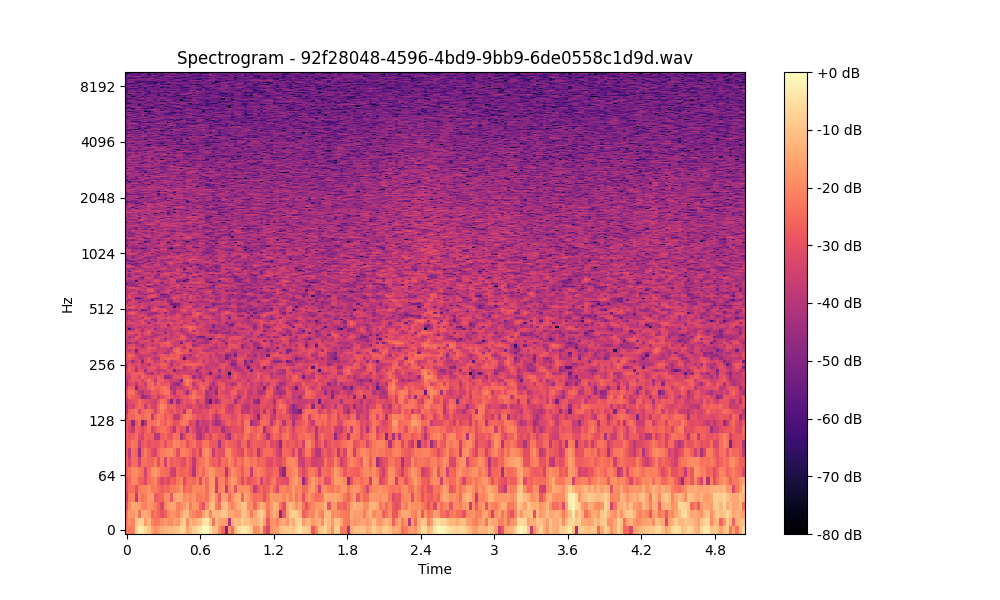 Spectrogram - 92f28048-4596-4bd9-9bb9-6de0558c1d9d.wav
8192
4096
2048
1024
512
256
128
64
0
Hz
0 0.6 1.2 1.8 2.4 3 3.6 4.2 4.8
Time
+0 dB
-10 dB
-20 dB
-30 dB
-40 dB
-50 dB
-60 dB
-70 dB
-80 dB